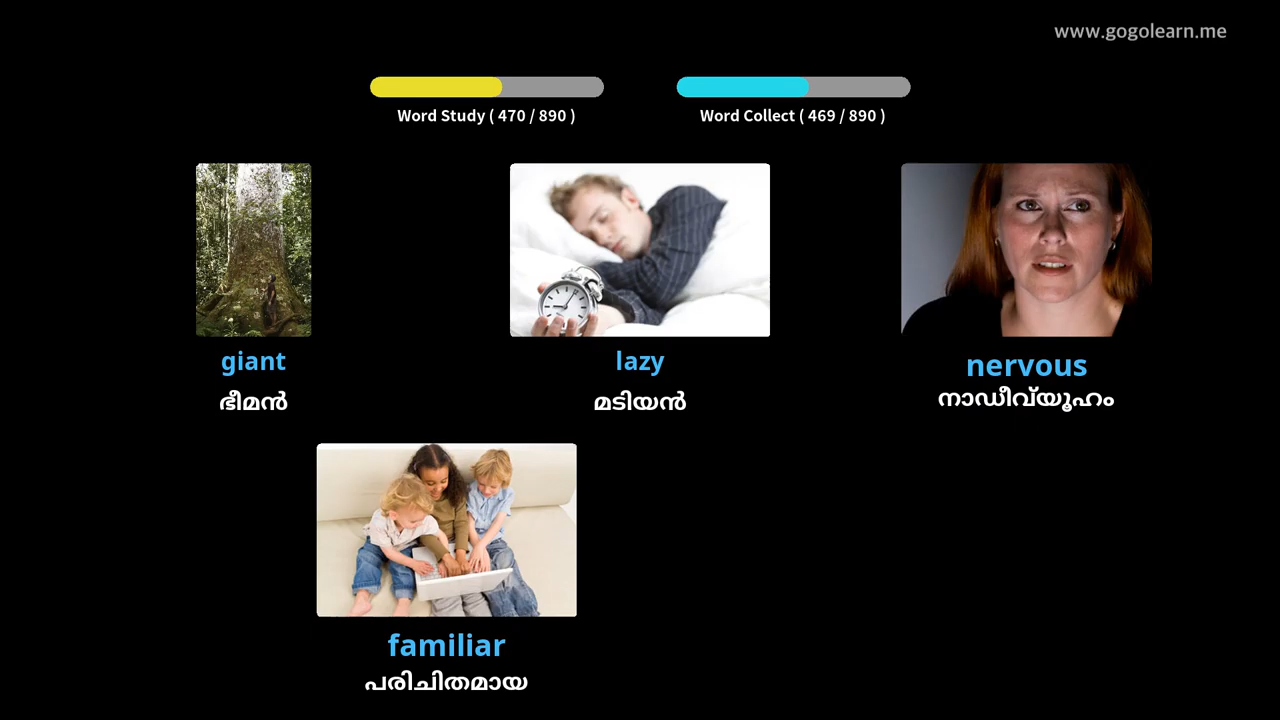 www.gogolearn.me
Word Study ( 470 / 890 )
Word Collect ( 469 / 890 )
giant
ഭീമൻ
lazy
മടിയൻ
nervous
നാഡീവ്യൂഹം
familiar
പരിചിതമായ